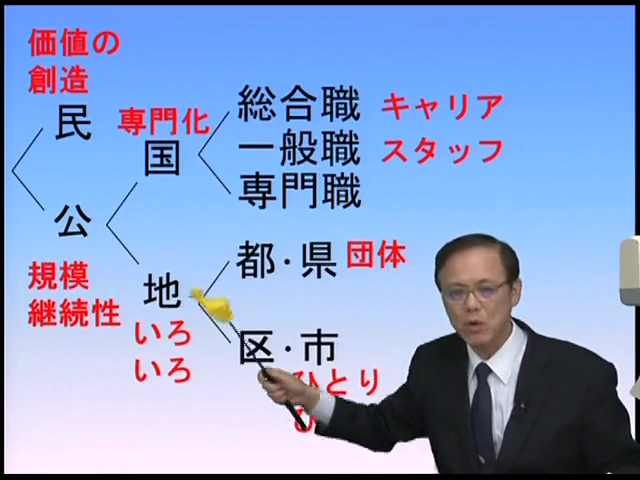 価値の
創造
民
専門化
国
総合職 キャリア
一般職 スタッフ
専門職
公
規模
継続性
地
いろ
いろ
都・県 団体
区・市
ひとり
ひ